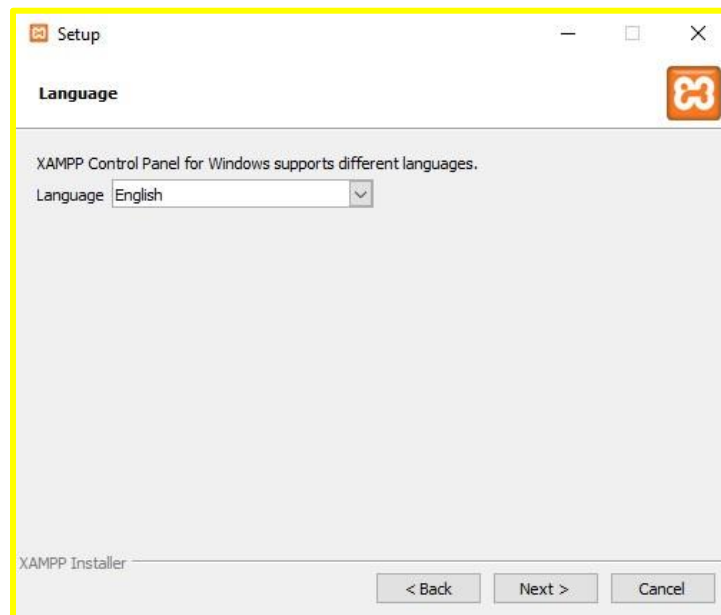 Setup
Language
XAMPP Control Panel for Windows supports different languages.
Language English
XAMPP Installer
< Back Next > Cancel